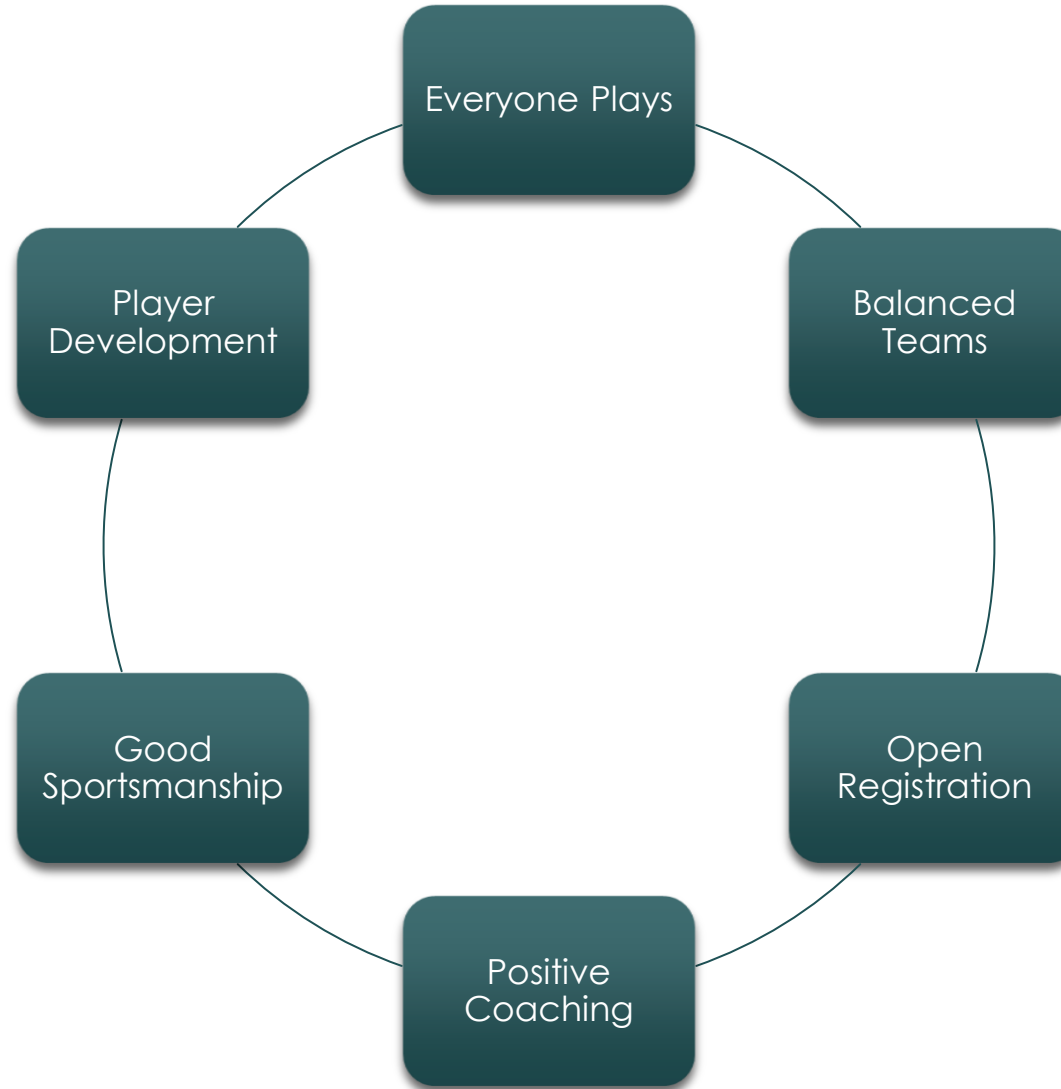 Everyone Plays
Balanced
Teams
Open
Registration
Positive
Coaching
Good
Sportsmanship
Player
Development